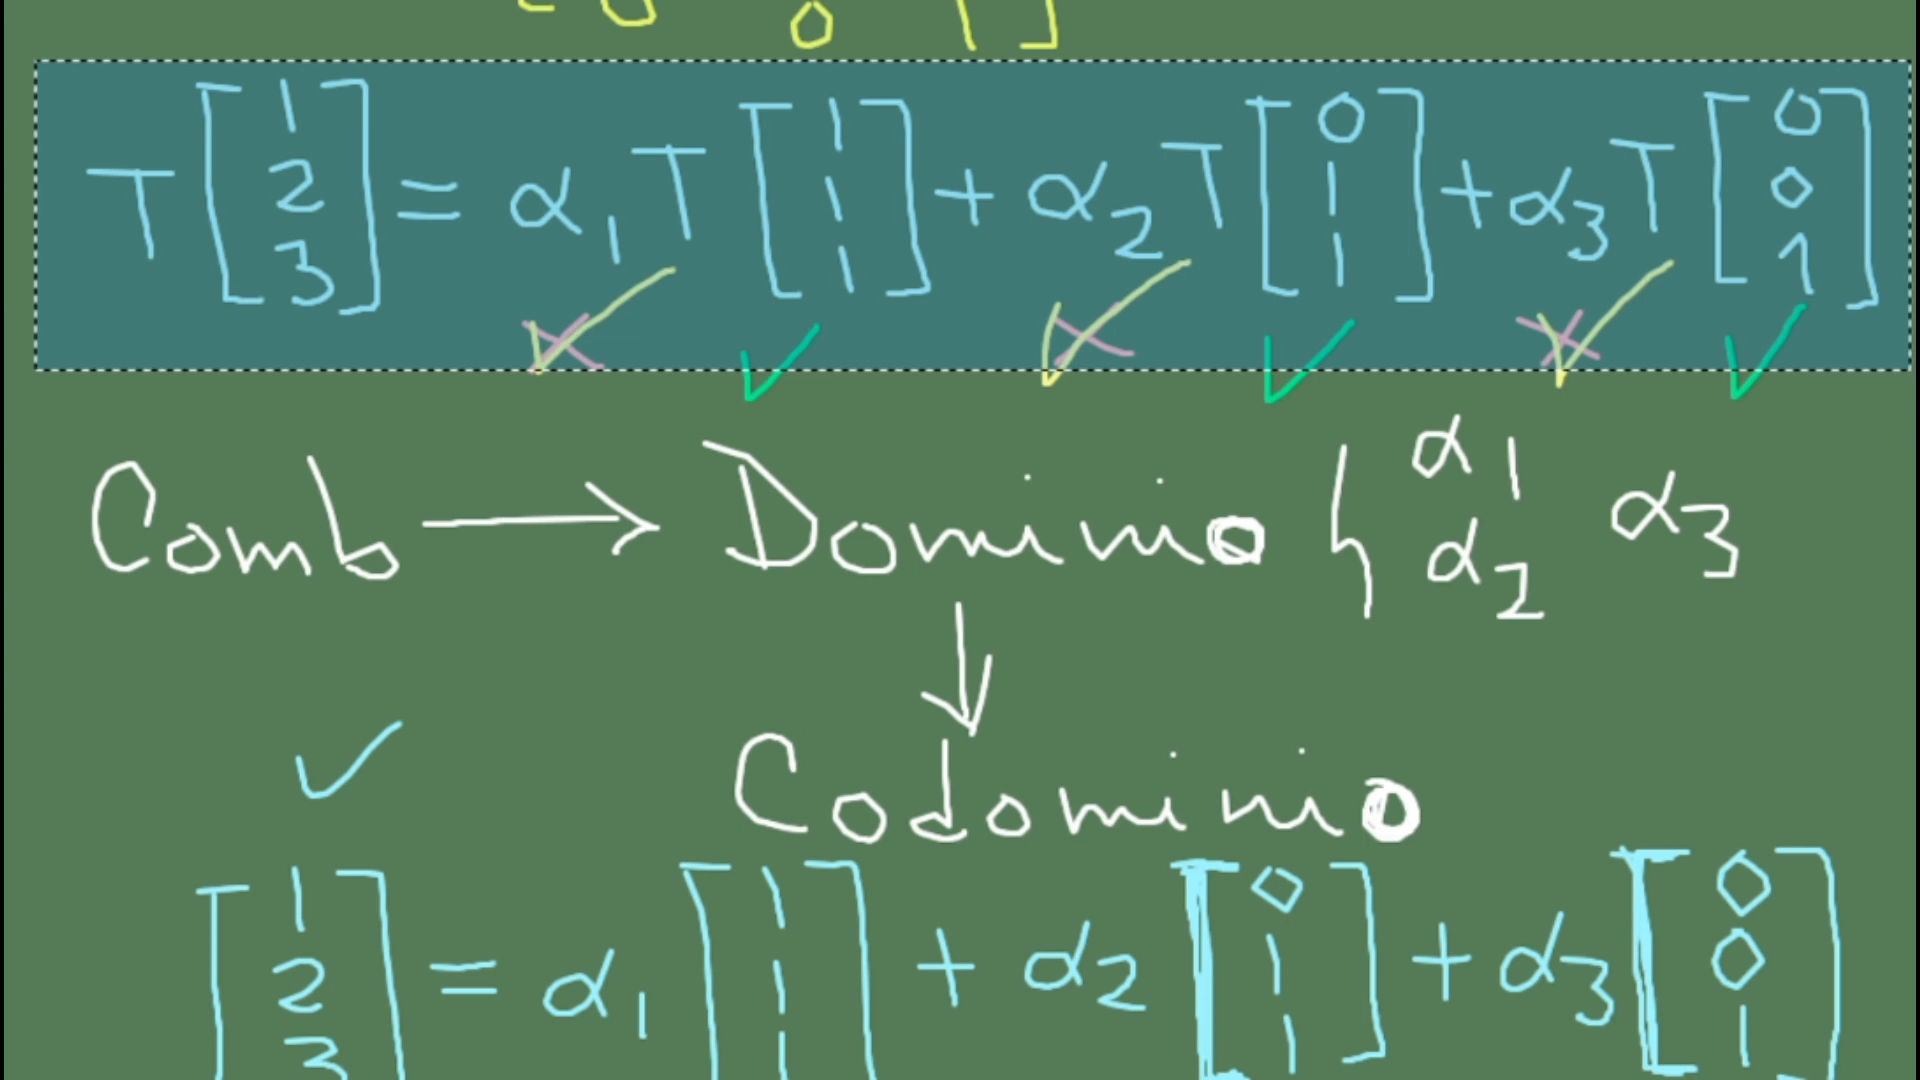 T[1 2 3] = α₁T[1 1 1] + α₂T[0 1 1] + α₃T[0 0 1]
Comb → Dominio { α₁ α₂ α₃
↓
Codominio
[1 2 3] = α₁[1 1 1] + α₂[0 1 1] + α₃[0 0 1]